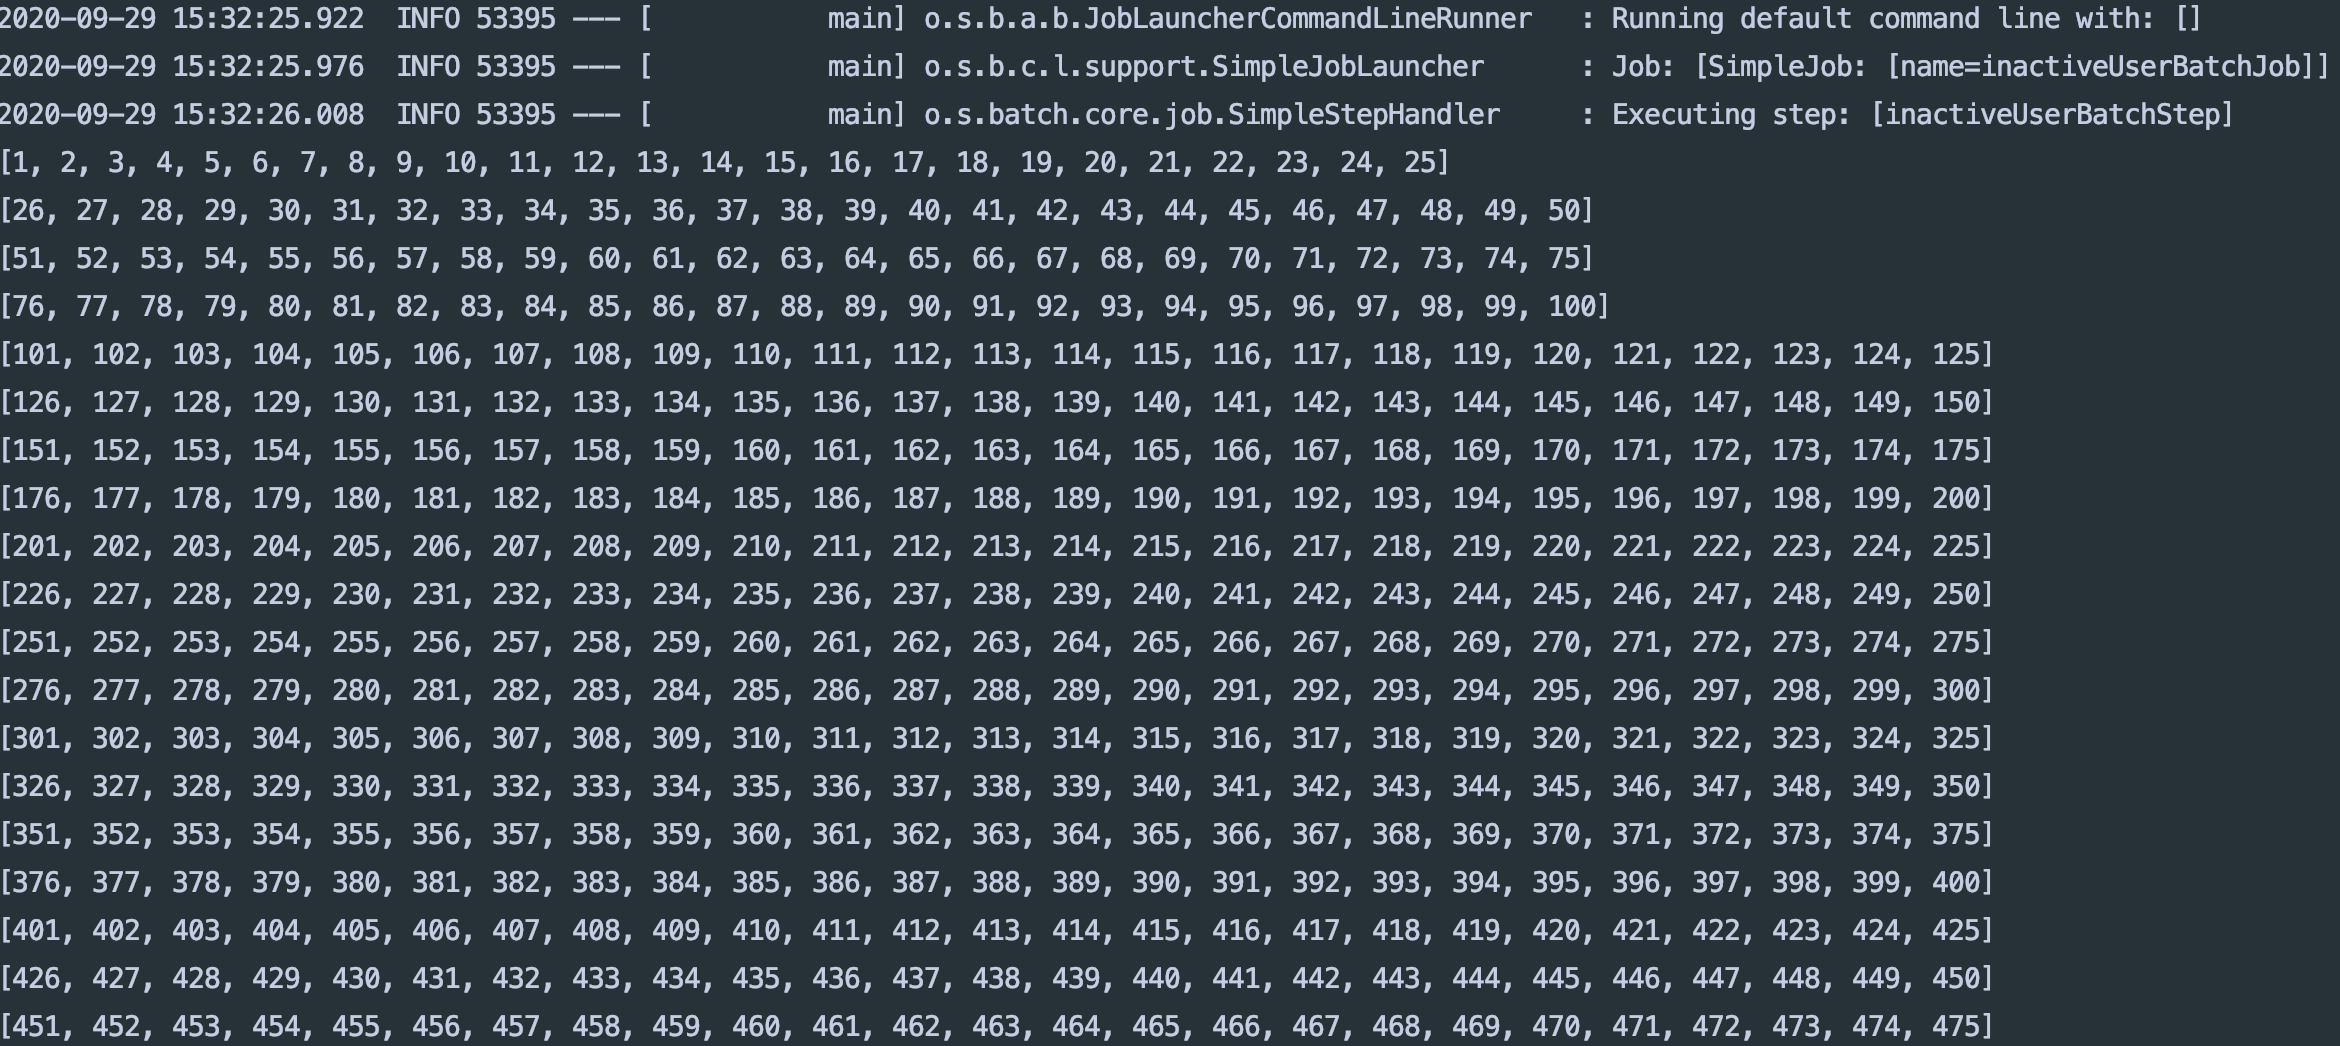 2020-09-29 15:32:25.922  INFO 53395 --- [           main] o.s.b.a.b.JobLauncherCommandLineRunner   : Running default command line with: []
2020-09-29 15:32:25.976  INFO 53395 --- [           main] o.s.b.c.l.support.SimpleJobLauncher      : Job: [SimpleJob: [name=inactiveUserBatchJob]]
2020-09-29 15:32:26.008  INFO 53395 --- [           main] o.s.batch.core.job.SimpleStepHandler     : Executing step: [inactiveUserBatchStep]
[1, 2, 3, 4, 5, 6, 7, 8, 9, 10, 11, 12, 13, 14, 15, 16, 17, 18, 19, 20, 21, 22, 23, 24, 25]
[26, 27, 28, 29, 30, 31, 32, 33, 34, 35, 36, 37, 38, 39, 40, 41, 42, 43, 44, 45, 46, 47, 48, 49, 50]
[51, 52, 53, 54, 55, 56, 57, 58, 59, 60, 61, 62, 63, 64, 65, 66, 67, 68, 69, 70, 71, 72, 73, 74, 75]
[76, 77, 78, 79, 80, 81, 82, 83, 84, 85, 86, 87, 88, 89, 90, 91, 92, 93, 94, 95, 96, 97, 98, 99, 100]
[101, 102, 103, 104, 105, 106, 107, 108, 109, 110, 111, 112, 113, 114, 115, 116, 117, 118, 119, 120, 121, 122, 123, 124, 125]
[126, 127, 128, 129, 130, 131, 132, 133, 134, 135, 136, 137, 138, 139, 140, 141, 142, 143, 144, 145, 146, 147, 148, 149, 150]
[151, 152, 153, 154, 155, 156, 157, 158, 159, 160, 161, 162, 163, 164, 165, 166, 167, 168, 169, 170, 171, 172, 173, 174, 175]
[176, 177, 178, 179, 180, 181, 182, 183, 184, 185, 186, 187, 188, 189, 190, 191, 192, 193, 194, 195, 196, 197, 198, 199, 200]
[201, 202, 203, 204, 205, 206, 207, 208, 209, 210, 211, 212, 213, 214, 215, 216, 217, 218, 219, 220, 221, 222, 223, 224, 225]
[226, 227, 228, 229, 230, 231, 232, 233, 234, 235, 236, 237, 238, 239, 240, 241, 242, 243, 244, 245, 246, 247, 248, 249, 250]
[251, 252, 253, 254, 255, 256, 257, 258, 259, 260, 261, 262, 263, 264, 265, 266, 267, 268, 269, 270, 271, 272, 273, 274, 275]
[276, 277, 278, 279, 280, 281, 282, 283, 284, 285, 286, 287, 288, 289, 290, 291, 292, 293, 294, 295, 296, 297, 298, 299, 300]
[301, 302, 303, 304, 305, 306, 307, 308, 309, 310, 311, 312, 313, 314, 315, 316, 317, 318, 319, 320, 321, 322, 323, 324, 325]
[326, 327, 328, 329, 330, 331, 332, 333, 334, 335, 336, 337, 338, 339, 340, 341, 342, 343, 344, 345, 346, 347, 348, 349, 350]
[351, 352, 353, 354, 355, 356, 357, 358, 359, 360, 361, 362, 363, 364, 365, 366, 367, 368, 369, 370, 371, 372, 373, 374, 375]
[376, 377, 378, 379, 380, 381, 382, 383, 384, 385, 386, 387, 388, 389, 390, 391, 392, 393, 394, 395, 396, 397, 398, 399, 400]
[401, 402, 403, 404, 405, 406, 407, 408, 409, 410, 411, 412, 413, 414, 415, 416, 417, 418, 419, 420, 421, 422, 423, 424, 425]
[426, 427, 428, 429, 430, 431, 432, 433, 434, 435, 436, 437, 438, 439, 440, 441, 442, 443, 444, 445, 446, 447, 448, 449, 450]
[451, 452, 453, 454, 455, 456, 457, 458, 459, 460, 461, 462, 463, 464, 465, 466, 467, 468, 469, 470, 471, 472, 473, 474, 475]